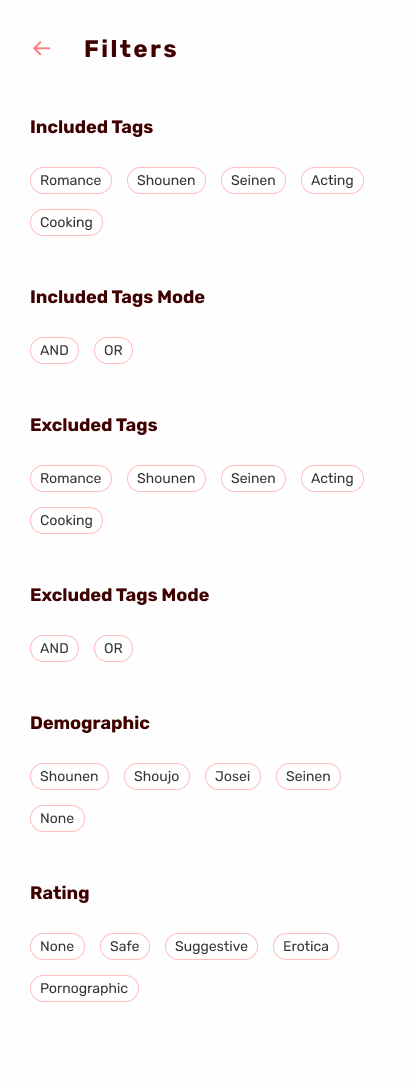 Filters
Included Tags
Romance Shounen Seinen Acting
Cooking
Included Tags Mode
AND OR
Excluded Tags
Romance Shounen Seinen Acting
Cooking
Excluded Tags Mode
AND OR
Demographic
Shounen Shoujo Josei Seinen
None
Rating
None Safe Suggestive Erotica
Pornographic